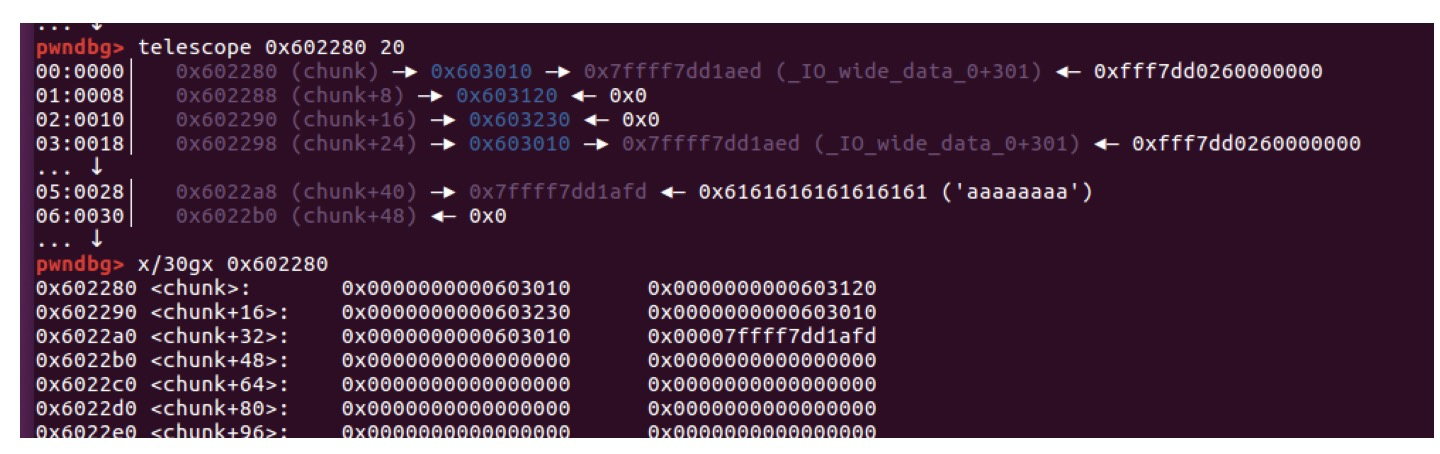 ... ↓
pwndbg> telescope 0x602280 20
00:0000│ 0x602280 (chunk) —▸ 0x603010 —▸ 0x7ffff7dd1aed (_IO_wide_data_0+301) ◂— 0xfff7dd0260000000
01:0008│ 0x602288 (chunk+8) —▸ 0x603120 ◂— 0x0
02:0010│ 0x602290 (chunk+16) —▸ 0x603230 ◂— 0x0
03:0018│ 0x602298 (chunk+24) —▸ 0x603010 —▸ 0x7ffff7dd1aed (_IO_wide_data_0+301) ◂— 0xfff7dd0260000000
... ↓
05:0028│ 0x6022a8 (chunk+40) —▸ 0x7ffff7dd1afd ◂— 0x6161616161616161 ('aaaaaaaa')
06:0030│ 0x6022b0 (chunk+48) ◂— 0x0
... ↓
pwndbg> x/30gx 0x602280
0x602280 <chunk>: 0x0000000000603010 0x0000000000603120
0x602290 <chunk+16>: 0x0000000000603230 0x0000000000603010
0x6022a0 <chunk+32>: 0x0000000000603010 0x00007ffff7dd1afd
0x6022b0 <chunk+48>: 0x0000000000000000 0x0000000000000000
0x6022c0 <chunk+64>: 0x0000000000000000 0x0000000000000000
0x6022d0 <chunk+80>: 0x0000000000000000 0x0000000000000000
0x6022e0 <chunk+96>: 0x0000000000000000 0x0000000000000000